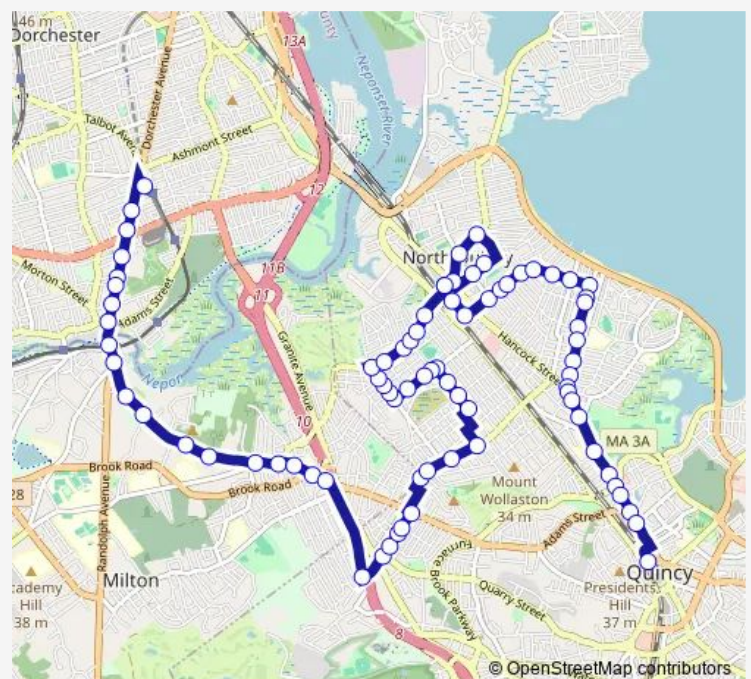 46 m
Dorchester
13A
Dorchester Avenue
Talbot Ave
Ashmont Street
Neponset River
12
North
Morton Street
Adams Street
11B
11
Granite Avenue
Hancock Street
10
MA 3A
Brook Road
Brook Road
28
Randolph Avenue
Mount
Wollaston
34 m
Adams Street
Furnace Brook Parkway
Milton
Quincy
Quarry Street
Presidents
Hill
37 m
Hill
38 m
8
© OpenStreetMap contributors